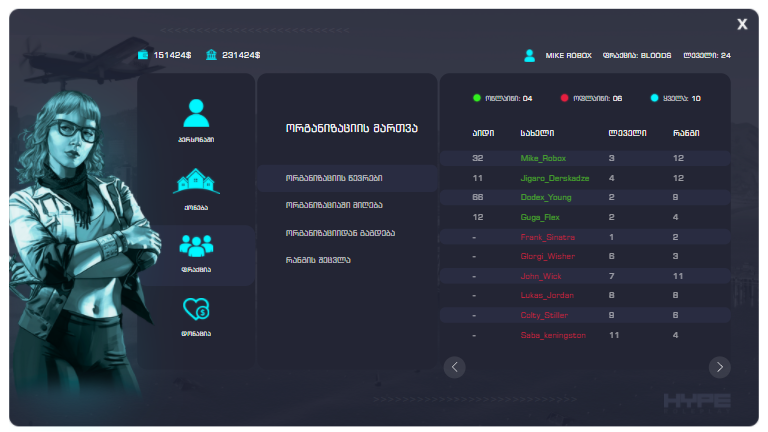 X
151424$ 231424$ MIKE ROBOX ფრაქცია: BLOODS ლეველი: 24
პერსონაჟი
ქონება
ფრაქცია
დონაცია
ორგანიზაციის მართვა
ორგანიზაციის წევრები
ორგანიზაციაში მიღება
ორგანიზაციიდან გაგდება
რანგის შეცვლა
ონლაინი: 04 ოფლაინი: 06 ყველა: 10
აიდი სახელი ლეველი რანგი
32 Mike_Robox 3 12
11 Jigaro_Derskadze 4 12
66 Dodex_Young 2 9
12 Guga_Flex 2 4
- Frank_Sinatra 1 2
- Giorgi_Wisher 6 3
- John_Wick 7 11
- Lukas_Jordan 8 8
- Colty_Stiller 9 6
- Saba_keningston 11 4
HYPE